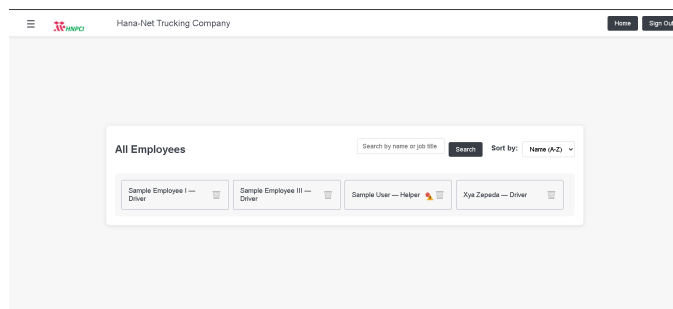 ☰ HNPCI Hana-Net Trucking Company Home Sign Out
All Employees Search by name or job title Search Sort by: Name (A-Z)
Sample Employee I —
Driver
Sample Employee III —
Driver
Sample User — Helper
Xya Zepeda — Driver